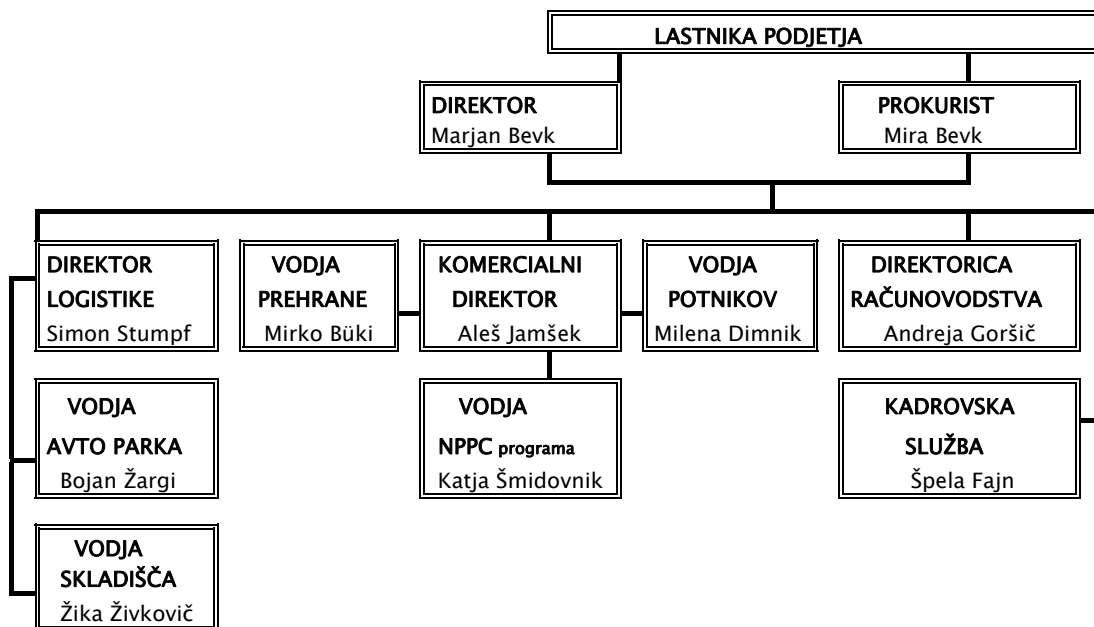 LASTNIKA PODJETJA
DIREKTOR
Marjan Bevk
PROKURIST
Mira Bevk
DIREKTOR
LOGISTIKE
Simon Stumpf
VODJA
PREHRANE
Mirko Büki
KOMERCIALNI
DIREKTOR
Aleš Jamšek
VODJA
POTNIKOV
Milena Dimnik
DIREKTORICA
RAČUNOVODSTVA
Andreja Goršič
VODJA
AVTO PARKA
Bojan Žargi
VODJA
NPPC programa
Katja Šmidovnik
KADROVSKA
SLUŽBA
Špela Fajn
VODJA
SKLADIŠČA
Žika Živkovič